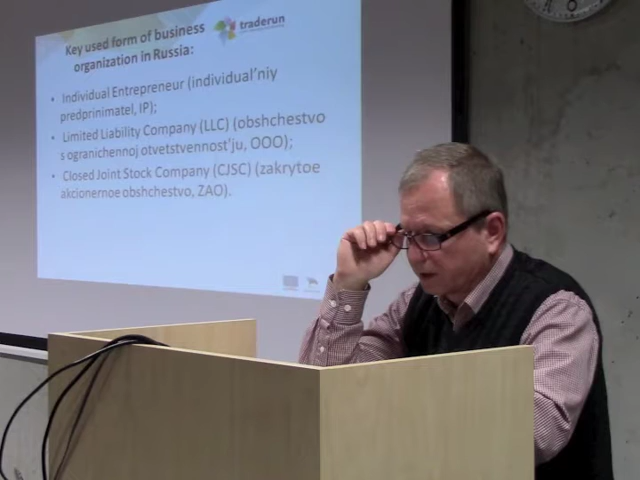 Key used form of business
organization in Russia:
traderun
• Individual Entrepreneur (individual'niy
predprinimatel, IP);
• Limited Liability Company (LLC) (obshchestvo
s ogranichennoj otvetstvennost'ju, OOO);
• Closed Joint Stock Company (CJSC) (zakrytoe
akcionernoe obshchestvo, ZAO).